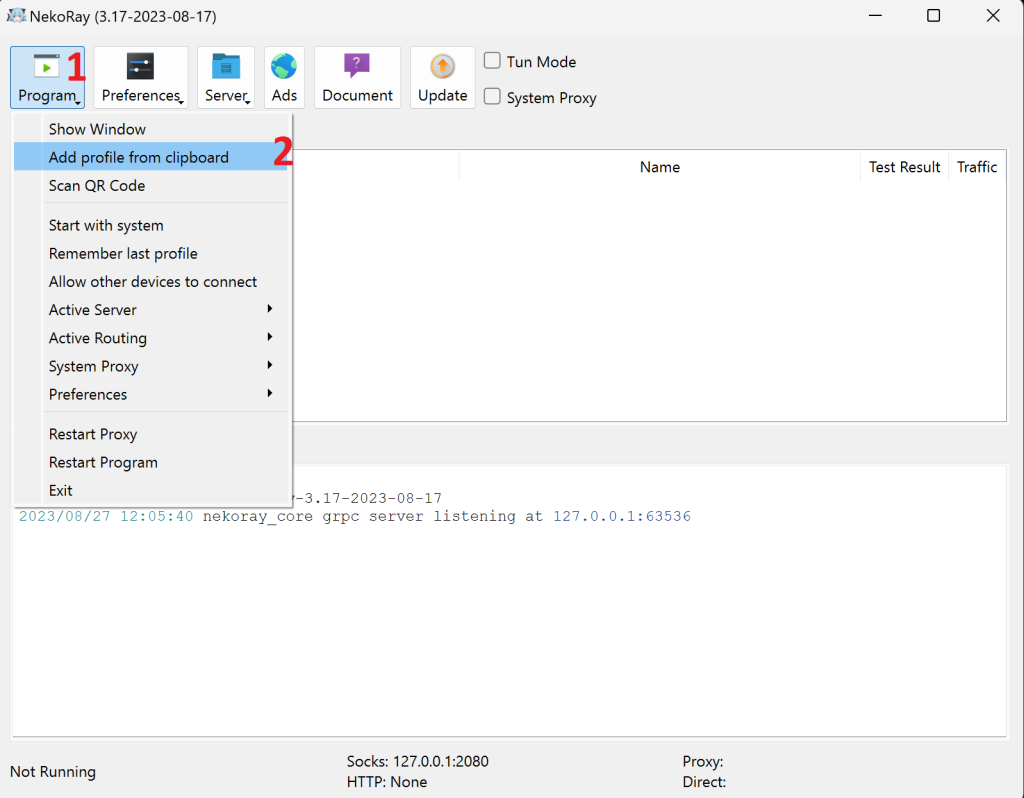 NekoRay (3.17-2023-08-17)
1
Program
Preferences
Server
Ads
Document
Update
Tun Mode
System Proxy
Show Window
Add profile from clipboard
2
Scan QR Code
Start with system
Remember last profile
Allow other devices to connect
Active Server
Active Routing
System Proxy
Preferences
Restart Proxy
Restart Program
Exit
Name
Test Result
Traffic
-3.17-2023-08-17
2023/08/27 12:05:40 nekoray_core grpc server listening at 127.0.0.1:63536
Not Running
Socks: 127.0.0.1:2080
HTTP: None
Proxy:
Direct: